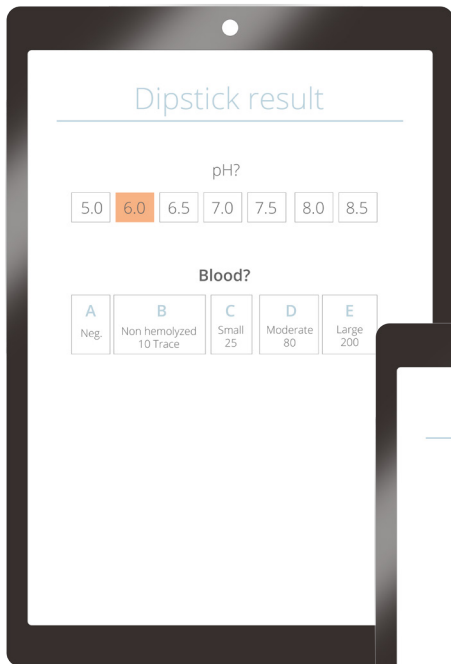 Dipstick result
pH?
5.0 6.0 6.5 7.0 7.5 8.0 8.5
Blood?
A B C D E
Neg. Non hemolyzed Small Moderate Large
10 Trace 25 80 200